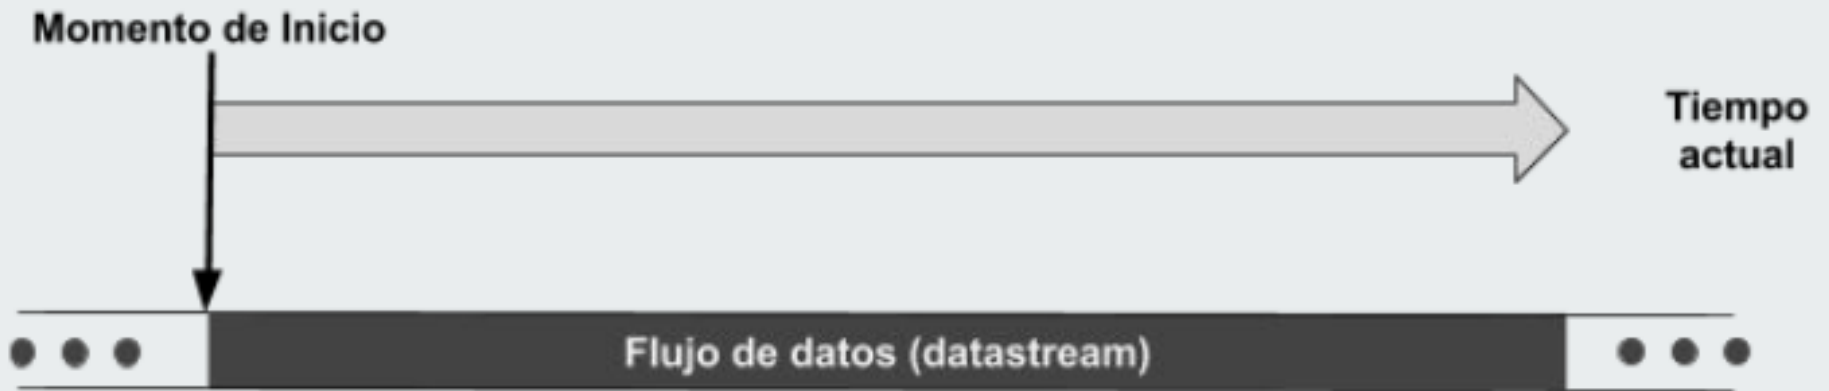 Momento de Inicio
Tiempo
actual
Flujo de datos (datastream)